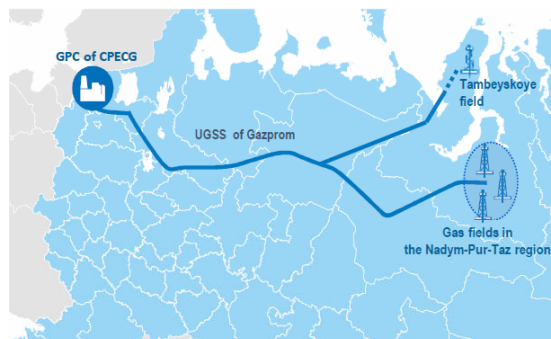 GPC of CPECG
Tambeyskoye
field
UGSS of Gazprom
Gas fields in
the Nadym-Pur-Taz region